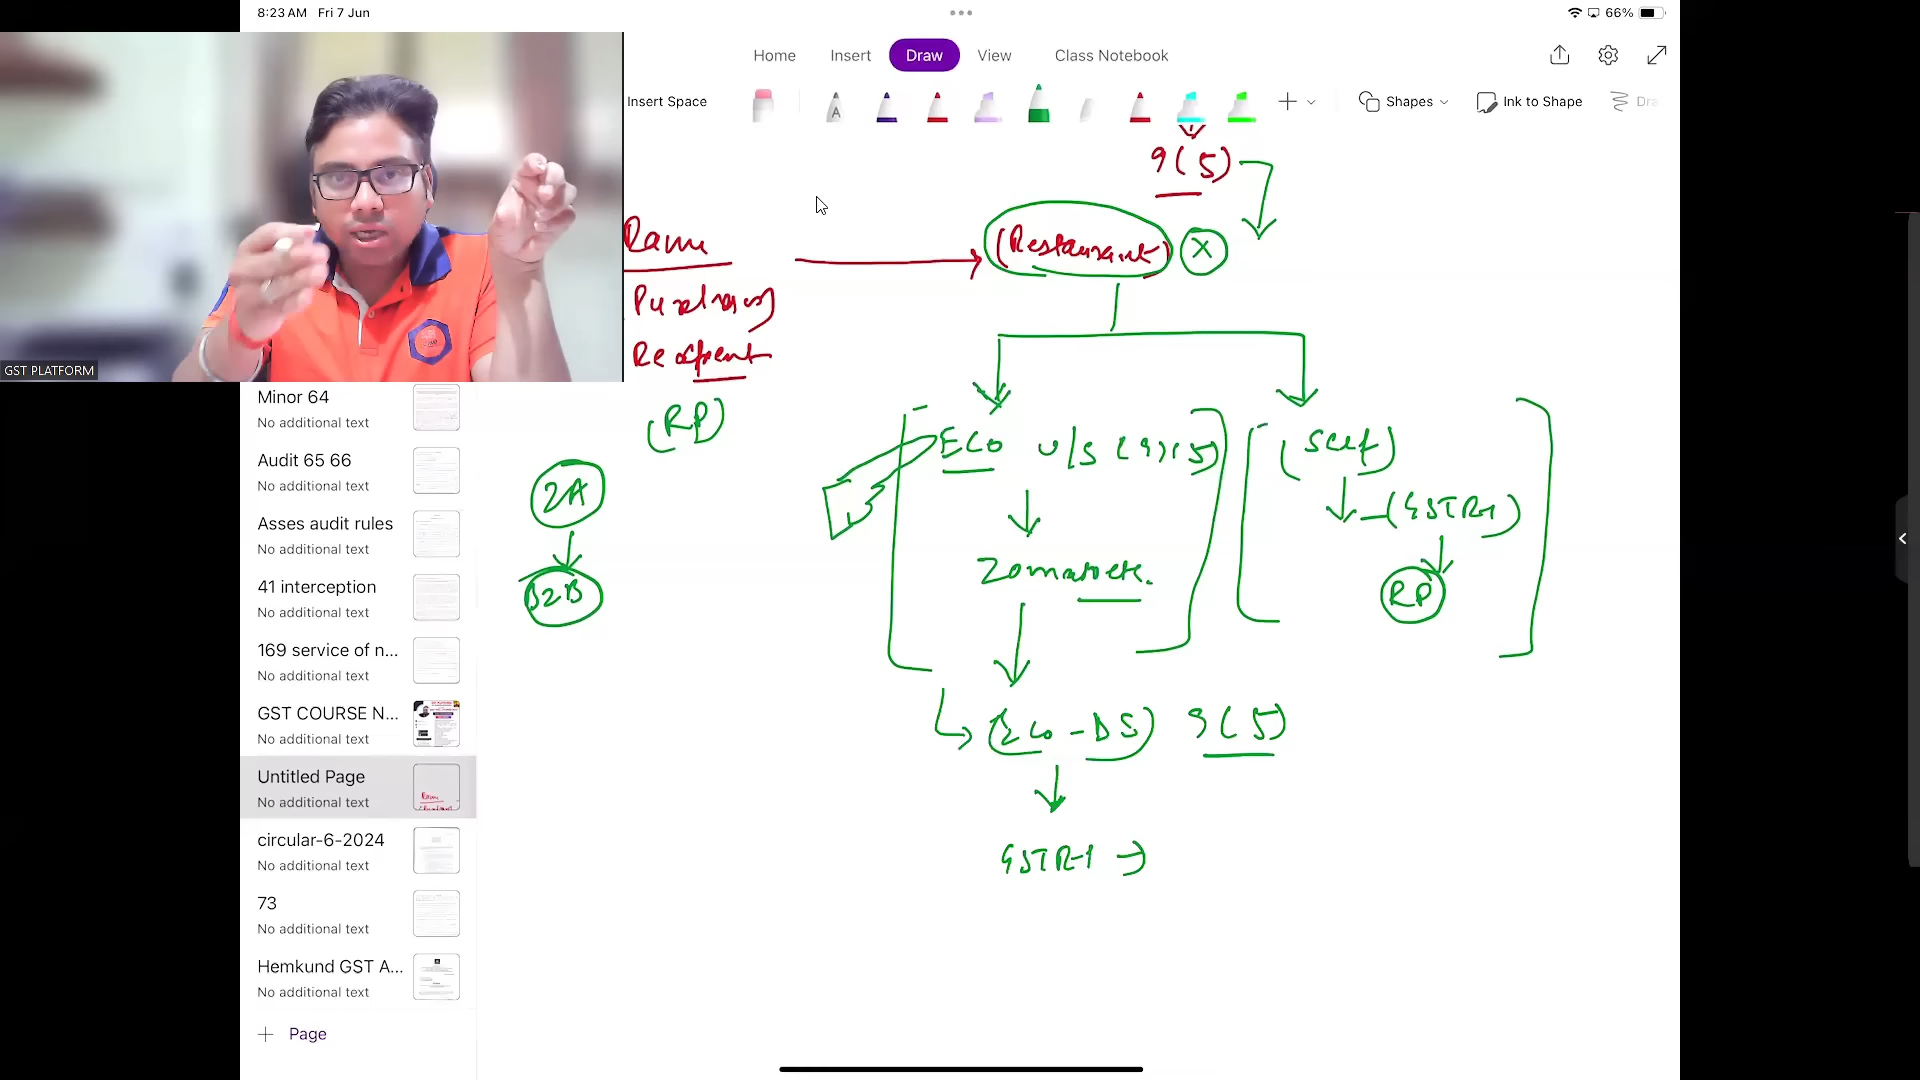 8:23 AM Fri 7 Jun
66%
Home Insert Draw View Class Notebook
Insert Space
A
Shapes
Ink to Shape
Dra
9(5)
Ram
(Restaurant) X
Recipient
(RP)
ECO u/s (9)(5)
(Self)
2A
(GSTR-1)
Zomato etc.
B2B
RP
(ECO-DS) 9(5)
GSTR-1 →
GST PLATFORM
Minor 64
No additional text
Audit 65 66
No additional text
Asses audit rules
No additional text
41 interception
No additional text
169 service of n...
No additional text
GST COURSE N...
No additional text
Untitled Page
No additional text
circular-6-2024
No additional text
73
No additional text
Hemkund GST A...
No additional text
+ Page